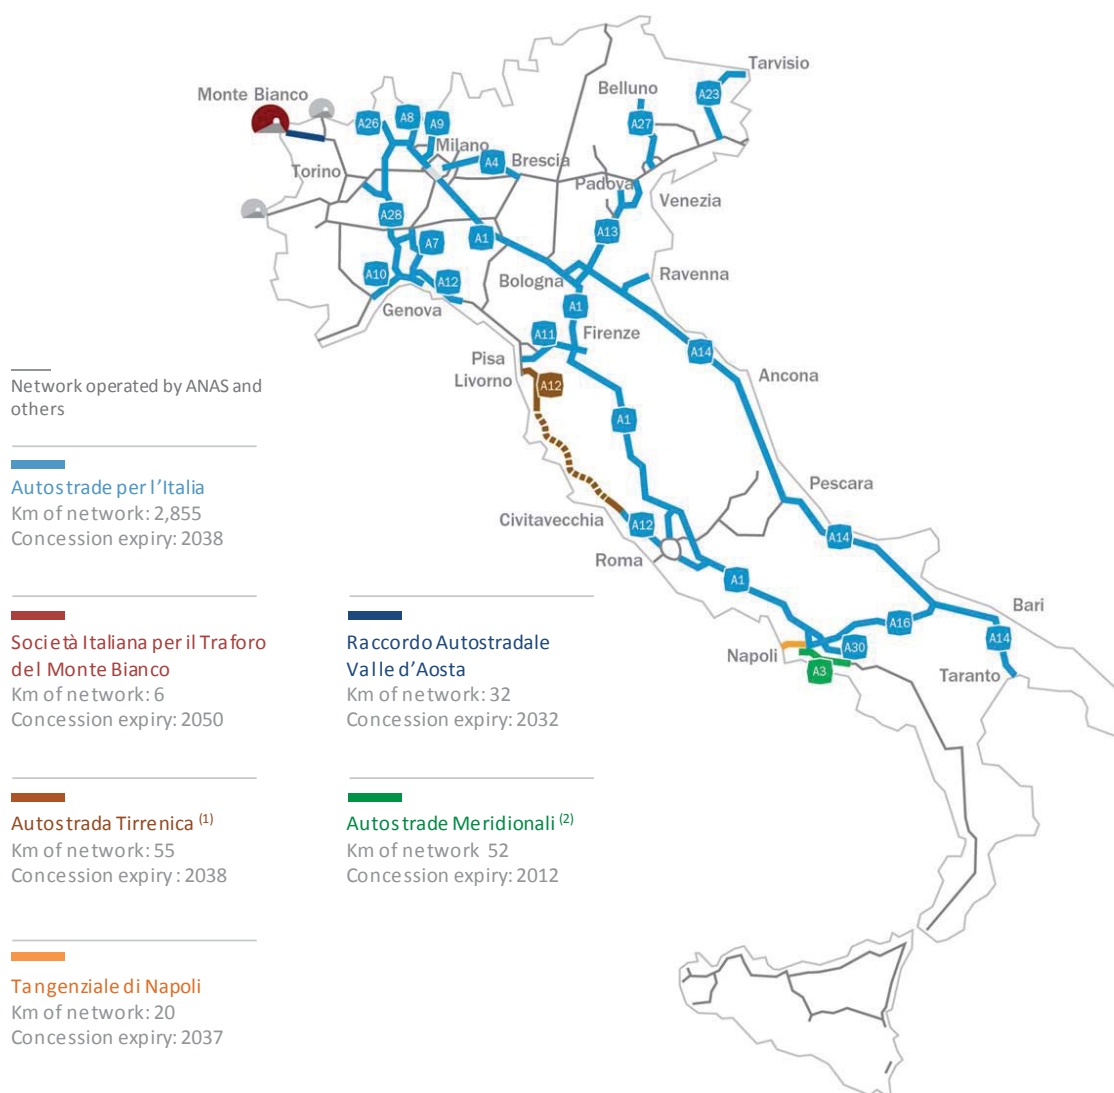 Tarvisio
Belluno
A23
Monte Bianco
A26
A8
A9
A27
Milano
A4
Brescia
Torino
Padova
Venezia
A28
A7
A1
A13
A10
A12
Bologna
Ravenna
Genova
A1
A11
Firenze
Pisa
Livorno
A12
A14
Ancona
A1
Pescara
Civitavecchia
A12
A14
Roma
A1
Bari
A16
A14
Napoli
A30
A3
Taranto
Network operated by ANAS and
others
Autostrade per l'Italia
Km of network: 2,855
Concession expiry: 2038
Società Italiana per il Traforo
del Monte Bianco
Km of network: 6
Concession expiry: 2050
Raccordo Autostradale
Valle d'Aosta
Km of network: 32
Concession expiry: 2032
Autostrada Tirrenica (1)
Km of network: 55
Concession expiry : 2038
Autostrade Meridionali (2)
Km of network 52
Concession expiry: 2012
Tangenziale di Napoli
Km of network: 20
Concession expiry: 2037